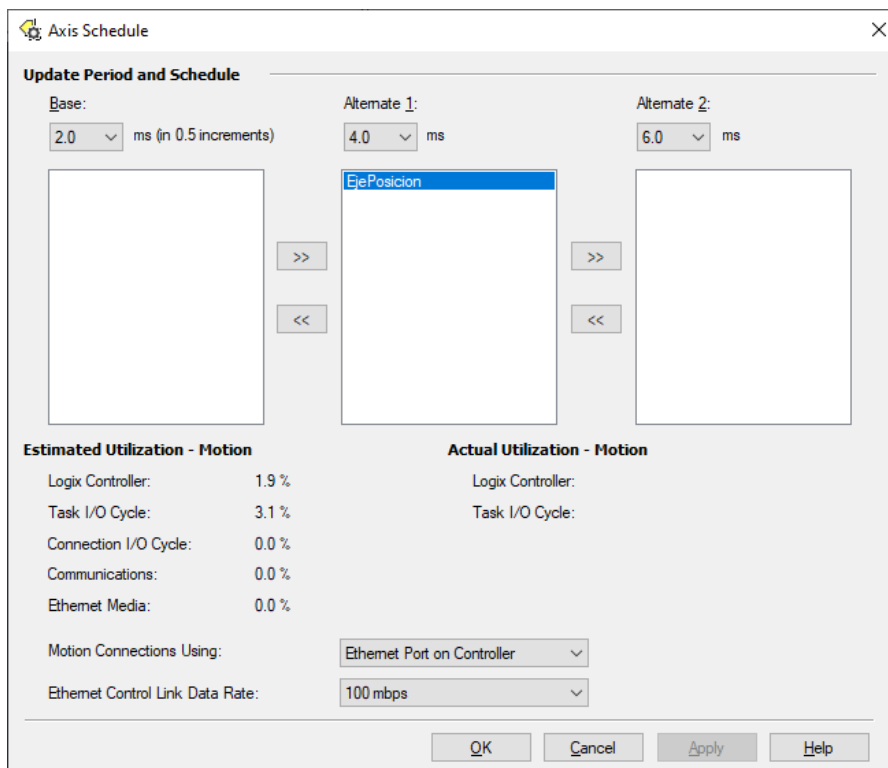 Axis Schedule
Update Period and Schedule
Base: Alternate 1: Alternate 2:
2.0 ms (in 0.5 increments) 4.0 ms 6.0 ms
EjePosicion
>> >>
<< <<
Estimated Utilization - Motion Actual Utilization - Motion
Logix Controller: 1.9 % Logix Controller:
Task I/O Cycle: 3.1 % Task I/O Cycle:
Connection I/O Cycle: 0.0 %
Communications: 0.0 %
Ethernet Media: 0.0 %
Motion Connections Using: Ethernet Port on Controller
Ethernet Control Link Data Rate: 100 mbps
OK Cancel Apply Help